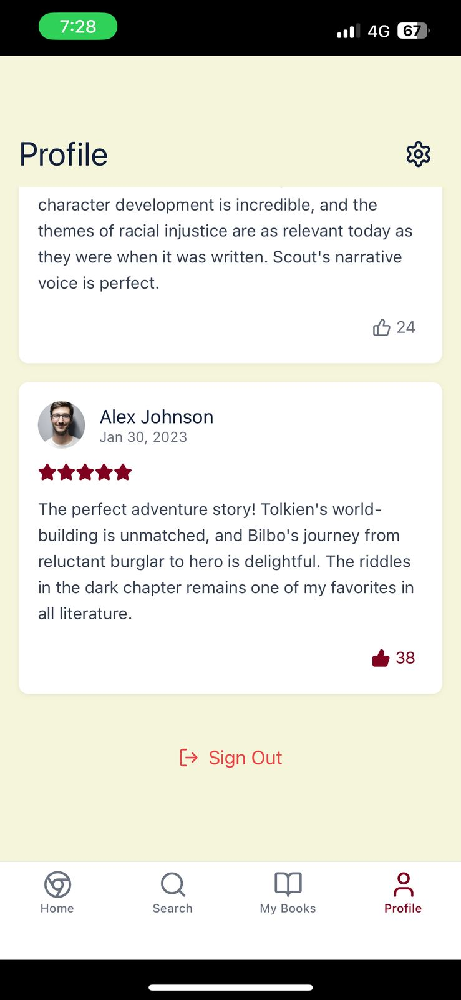 7:28
4G
67
Profile
character development is incredible, and the
themes of racial injustice are as relevant today as
they were when it was written. Scout's narrative
voice is perfect.
24
Alex Johnson
Jan 30, 2023
The perfect adventure story! Tolkien's world-
building is unmatched, and Bilbo's journey from
reluctant burglar to hero is delightful. The riddles
in the dark chapter remains one of my favorites in
all literature.
38
Sign Out
Home
Search
My Books
Profile